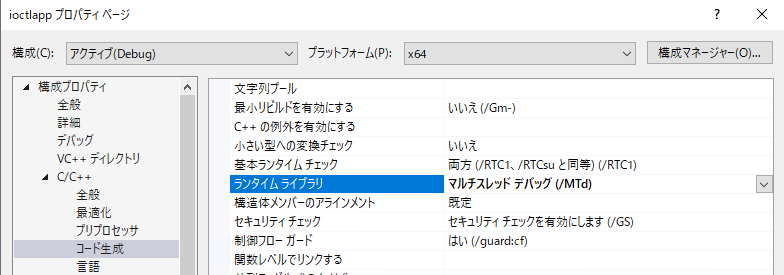 ioctlapp プロパティ ページ
? ×
構成(C): アクティブ(Debug) プラットフォーム(P): x64 構成マネージャー(O)...
構成プロパティ
全般
詳細
デバッグ
VC++ ディレクトリ
C/C++
全般
最適化
プリプロセッサ
コード生成
言語
文字列プール
最小リビルドを有効にする いいえ (/Gm-)
C++ の例外を有効にする
小さい型への変換チェック いいえ
基本ランタイム チェック 両方 (/RTC1、/RTCsu と同等) (/RTC1)
ランタイム ライブラリ マルチスレッド デバッグ (/MTd)
構造体メンバーのアラインメント 既定
セキュリティ チェック セキュリティ チェックを有効にします (/GS)
制御フロー ガード はい (/guard:cf)
関数レベルでリンクする